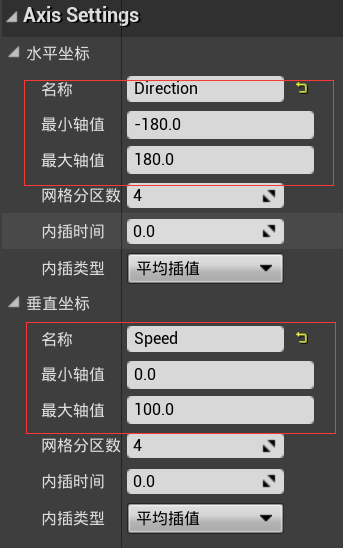 Axis Settings
水平坐标
名称 Direction
最小轴值 -180.0
最大轴值 180.0
网格分区数 4
内插时间 0.0
内插类型 平均插值
垂直坐标
名称 Speed
最小轴值 0.0
最大轴值 100.0
网格分区数 4
内插时间 0.0
内插类型 平均插值